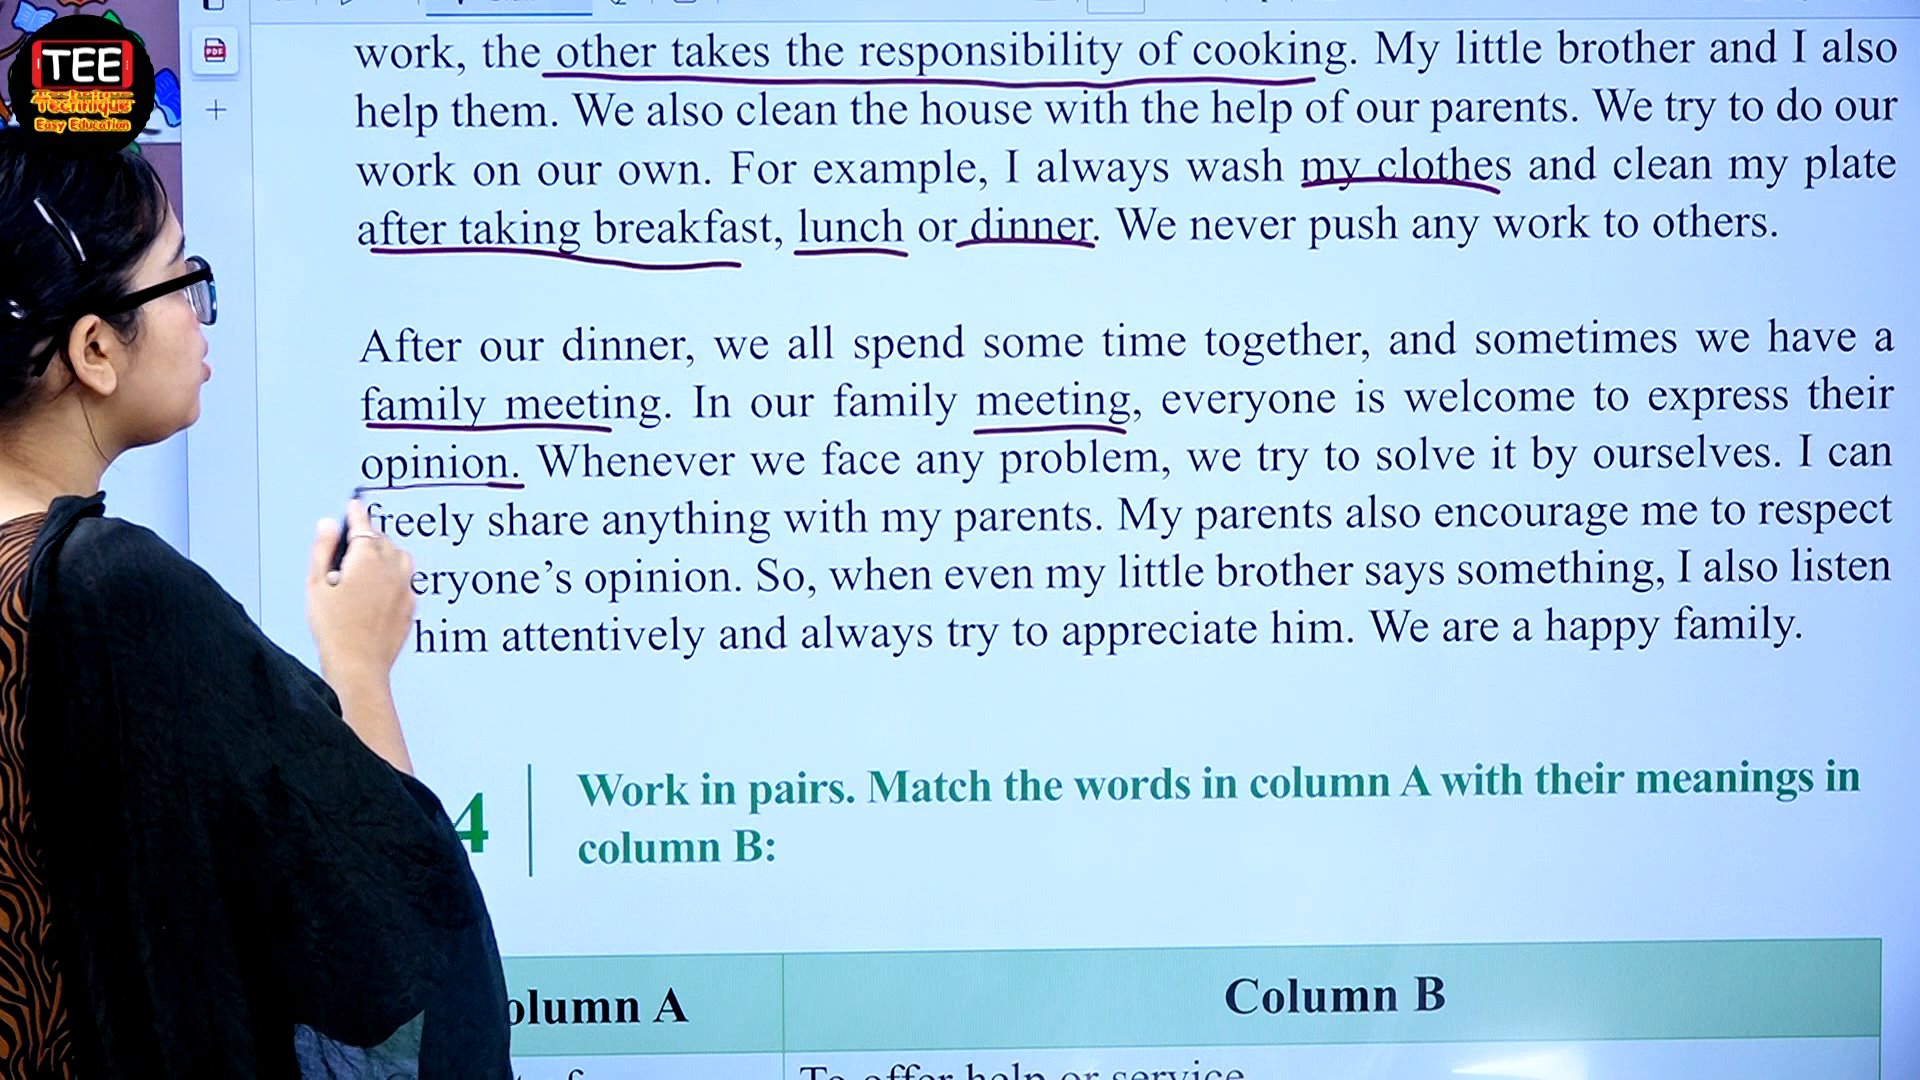 TEE
Technique
Easy Education
PDF
work, the other takes the responsibility of cooking. My little brother and I also
help them. We also clean the house with the help of our parents. We try to do our
work on our own. For example, I always wash my clothes and clean my plate
after taking breakfast, lunch or dinner. We never push any work to others.
After our dinner, we all spend some time together, and sometimes we have a
family meeting. In our family meeting, everyone is welcome to express their
opinion. Whenever we face any problem, we try to solve it by ourselves. I can
freely share anything with my parents. My parents also encourage me to respect
eryone's opinion. So, when even my little brother says something, I also listen
him attentively and always try to appreciate him. We are a happy family.
4
Work in pairs. Match the words in column A with their meanings in
column B:
olumn A Column B
To offer help or service